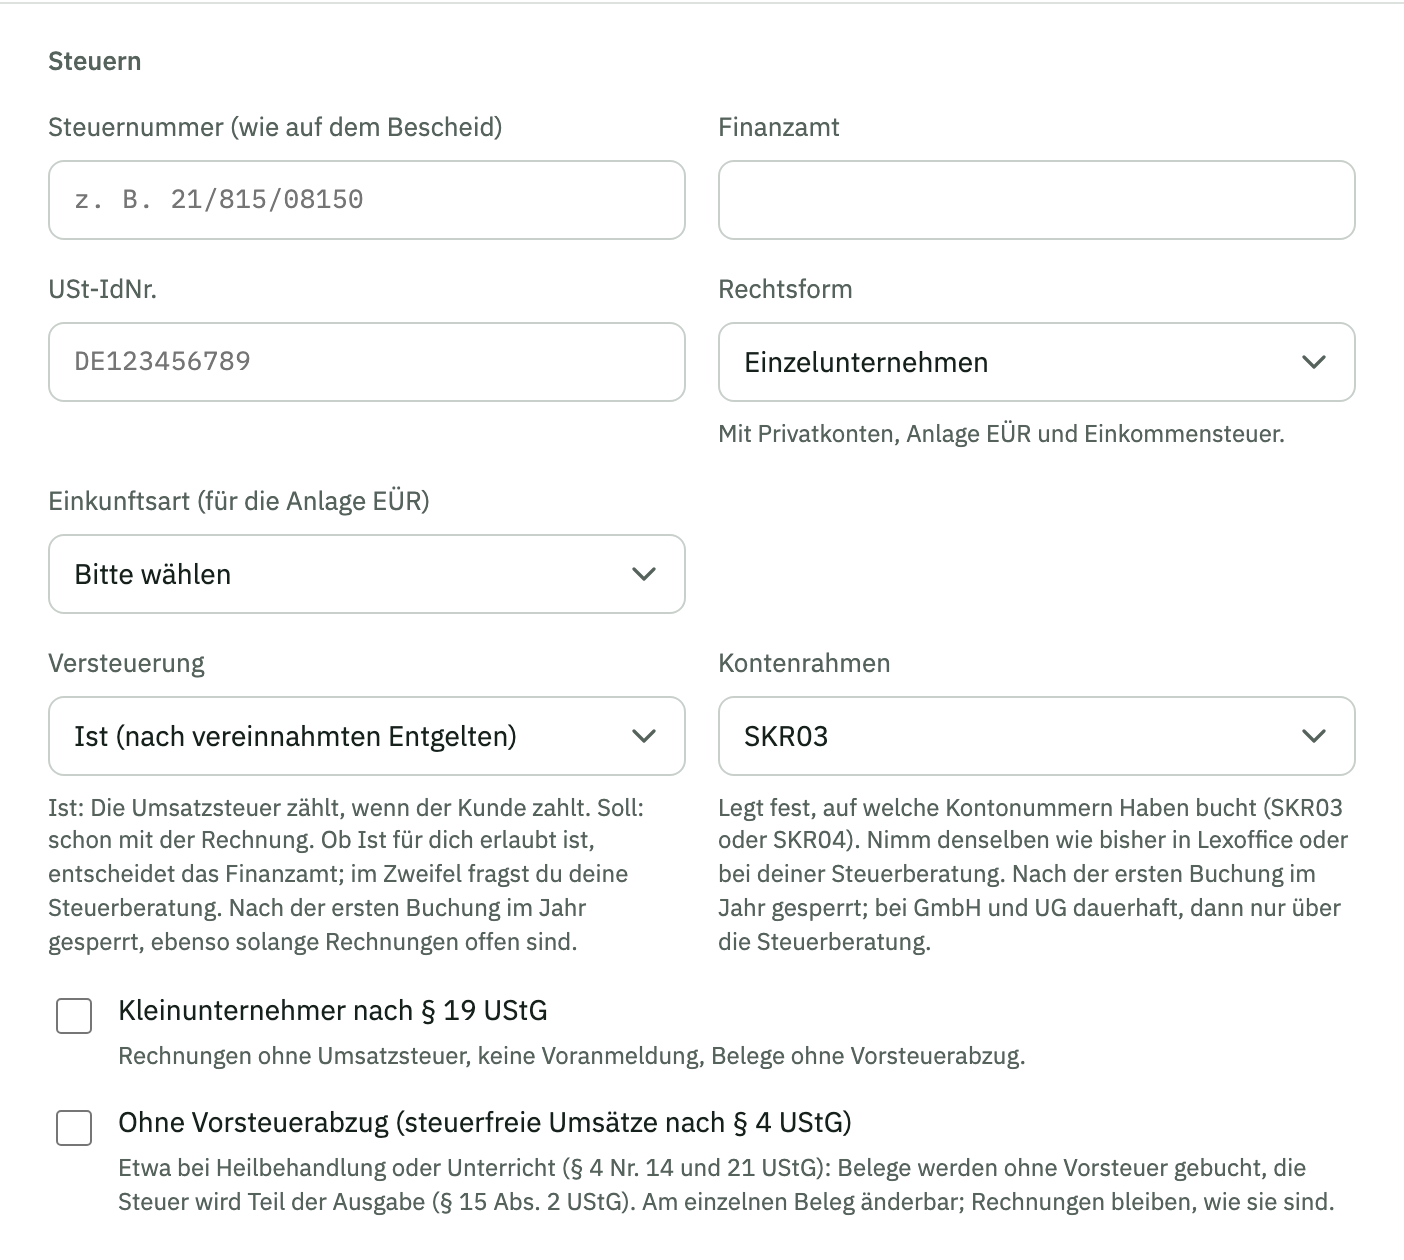 Steuern
Steuernummer (wie auf dem Bescheid)
z. B. 21/815/08150
Finanzamt
USt-IdNr.
DE123456789
Rechtsform
Einzelunternehmen
Mit Privatkonten, Anlage EÜR und Einkommensteuer.
Einkunftsart (für die Anlage EÜR)
Bitte wählen
Versteuerung
Ist (nach vereinnahmten Entgelten)
Ist: Die Umsatzsteuer zählt, wenn der Kunde zahlt. Soll:
schon mit der Rechnung. Ob Ist für dich erlaubt ist,
entscheidet das Finanzamt; im Zweifel fragst du deine
Steuerberatung. Nach der ersten Buchung im Jahr
gesperrt, ebenso solange Rechnungen offen sind.
Kontenrahmen
SKR03
Legt fest, auf welche Kontonummern Haben bucht (SKR03
oder SKR04). Nimm denselben wie bisher in Lexoffice oder
bei deiner Steuerberatung. Nach der ersten Buchung im
Jahr gesperrt; bei GmbH und UG dauerhaft, dann nur über
die Steuerberatung.
Kleinunternehmer nach § 19 UStG
Rechnungen ohne Umsatzsteuer, keine Voranmeldung, Belege ohne Vorsteuerabzug.
Ohne Vorsteuerabzug (steuerfreie Umsätze nach § 4 UStG)
Etwa bei Heilbehandlung oder Unterricht (§ 4 Nr. 14 und 21 UStG): Belege werden ohne Vorsteuer gebucht, die
Steuer wird Teil der Ausgabe (§ 15 Abs. 2 UStG). Am einzelnen Beleg änderbar; Rechnungen bleiben, wie sie sind.